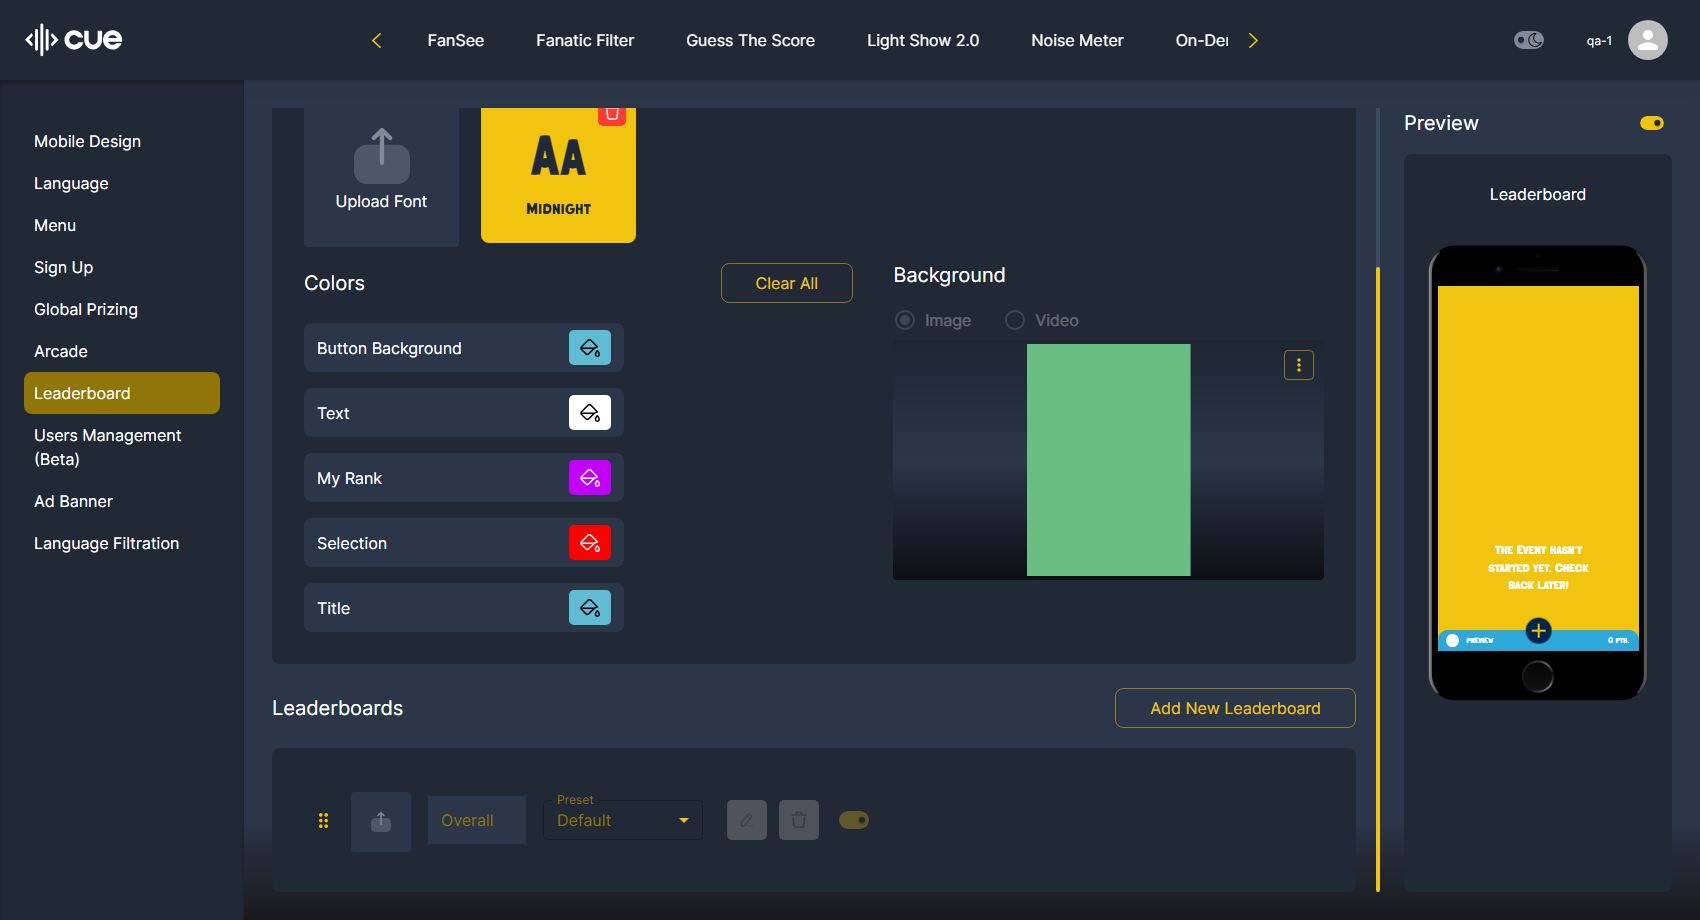 cue
FanSee
Fanatic Filter
Guess The Score
Light Show 2.0
Noise Meter
On-Der
qa-1
Mobile Design
Language
Menu
Sign Up
Global Prizing
Arcade
Leaderboard
Users Management
(Beta)
Ad Banner
Language Filtration
Upload Font
AA
MIDNIGHT
Colors
Clear All
Button Background
Text
My Rank
Selection
Title
Background
Image
Video
Leaderboards
Add New Leaderboard
Overall
Preset
Default
Preview
Leaderboard
THE EVENT HASN'T
STARTED YET. CHECK
BACK LATER!
PREVIEW
0 PTS.